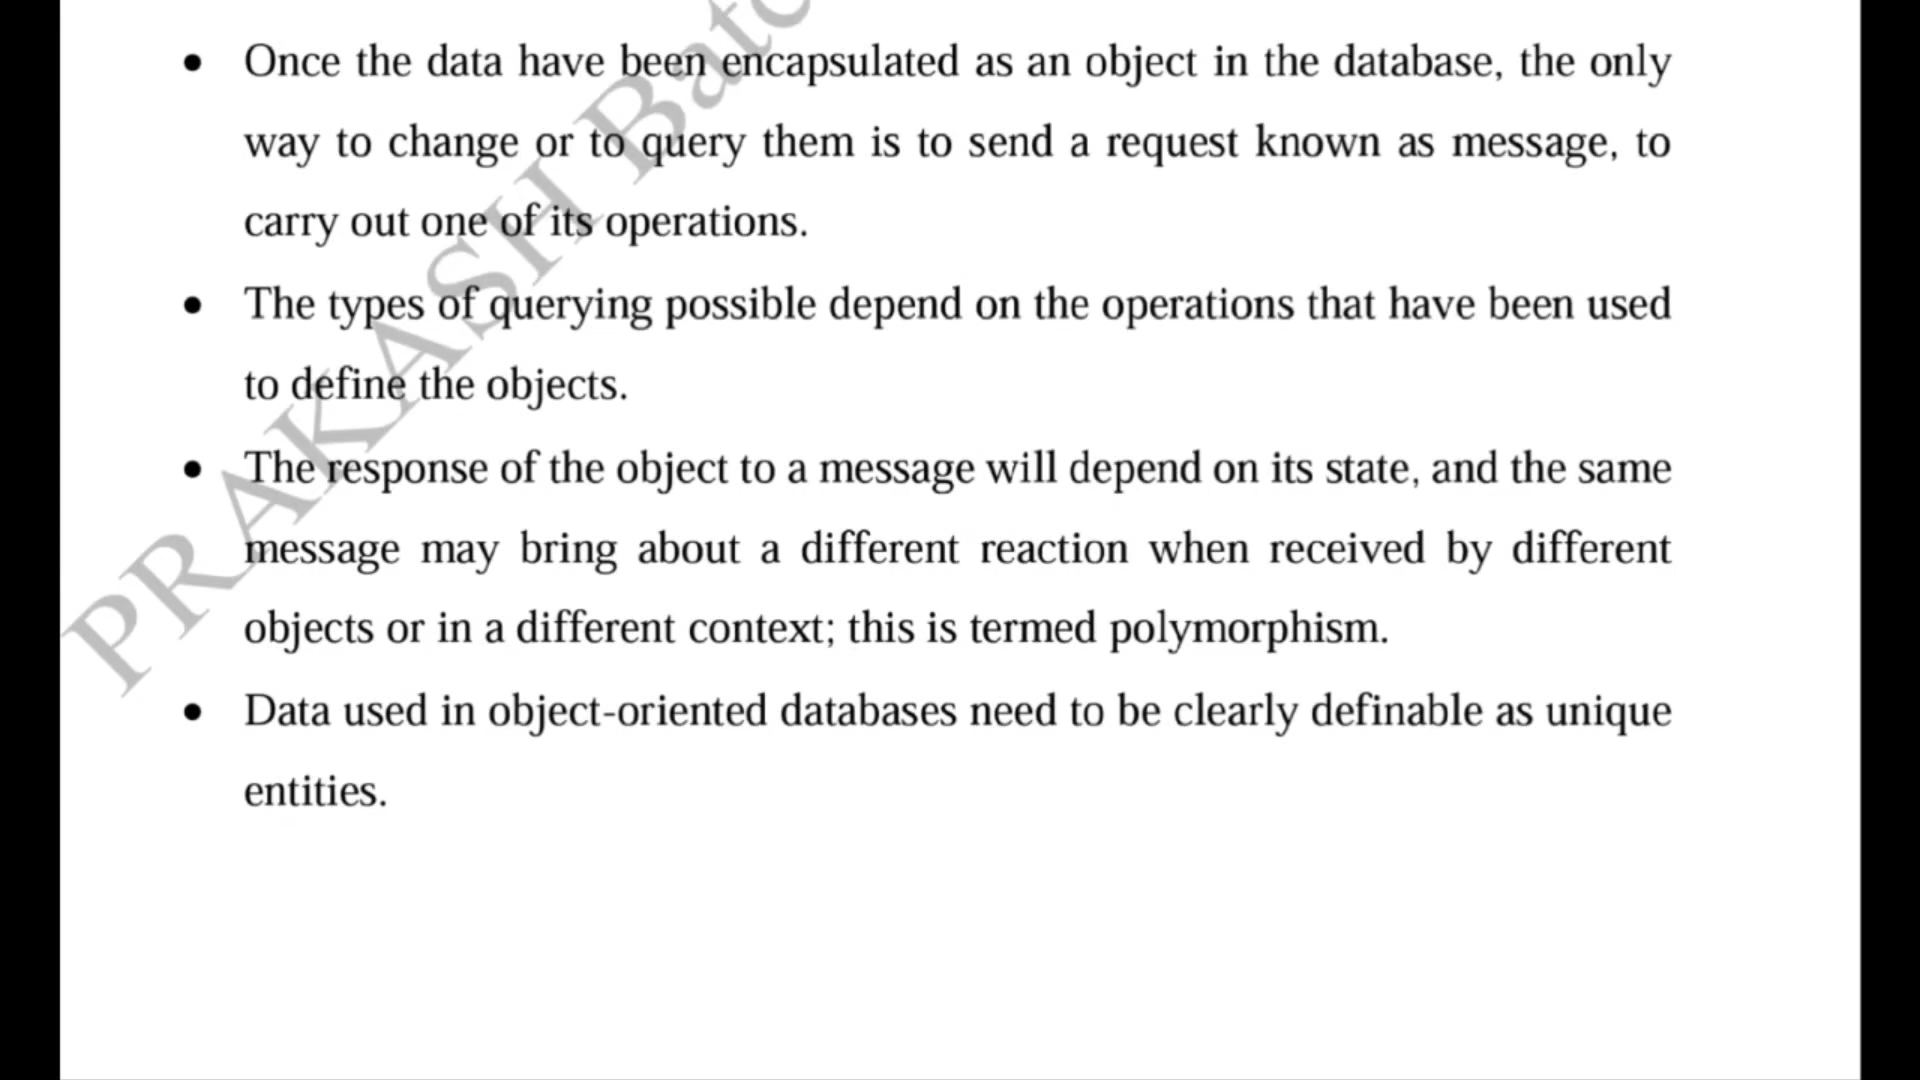 • Once the data have been encapsulated as an object in the database, the only
way to change or to query them is to send a request known as message, to
carry out one of its operations.
• The types of querying possible depend on the operations that have been used
to define the objects.
• The response of the object to a message will depend on its state, and the same
message may bring about a different reaction when received by different
objects or in a different context; this is termed polymorphism.
• Data used in object-oriented databases need to be clearly definable as unique
entities.
PRAKASH